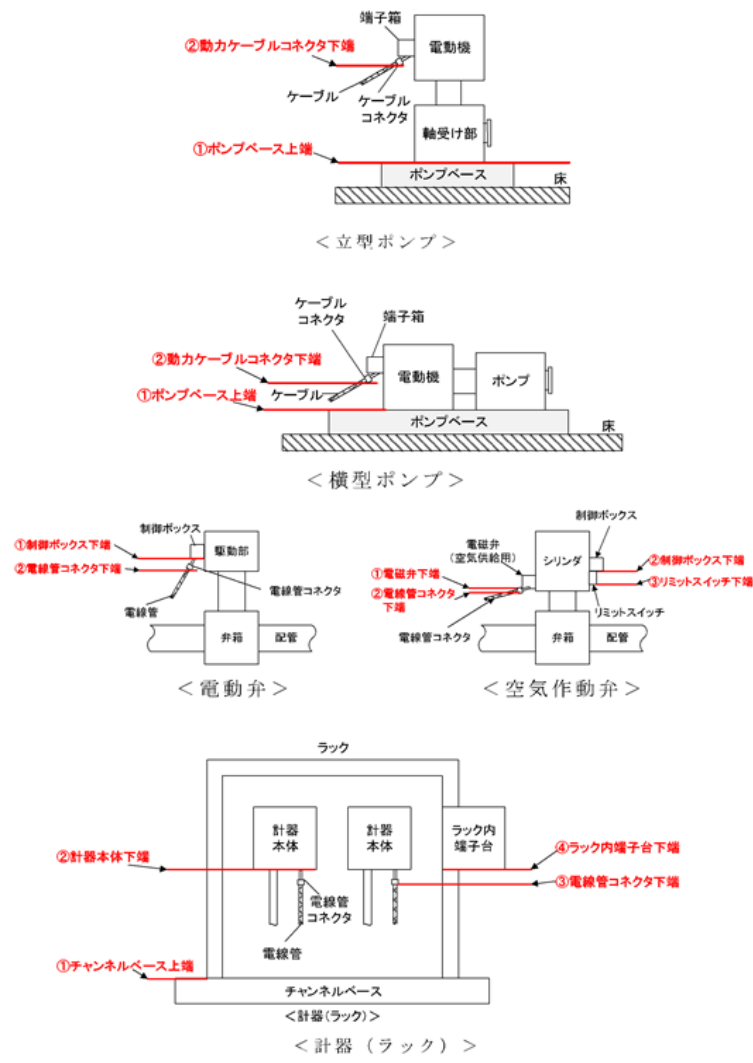 端子箱
②動力ケーブルコネクタ下端
電動機
ケーブル
ケーブル
コネクタ
軸受け部
①ポンプベース上端
ポンプベース
床
＜立型ポンプ＞
ケーブル
コネクタ
端子箱
②動力ケーブルコネクタ下端
電動機
ポンプ
ケーブル
①ポンプベース上端
ポンプベース
床
＜横型ポンプ＞
制御ボックス
①制御ボックス下端
駆動部
②電線管コネクタ下端
電線管コネクタ
電線管
弁箱
配管
＜電動弁＞
制御ボックス
電磁弁
(空気供給用)
シリンダ
②制御ボックス下端
①電磁弁下端
③リミットスイッチ下端
②電線管コネクタ
下端
リミットスイッチ
電線管コネクタ
弁箱
配管
＜空気作動弁＞
ラック
計器
本体
計器
本体
ラック内
端子台
②計器本体下端
④ラック内端子台下端
③電線管コネクタ下端
電線管
コネクタ
電線管
①チャンネルベース上端
チャンネルベース
＜計器(ラック)＞
＜計器（ラック）＞